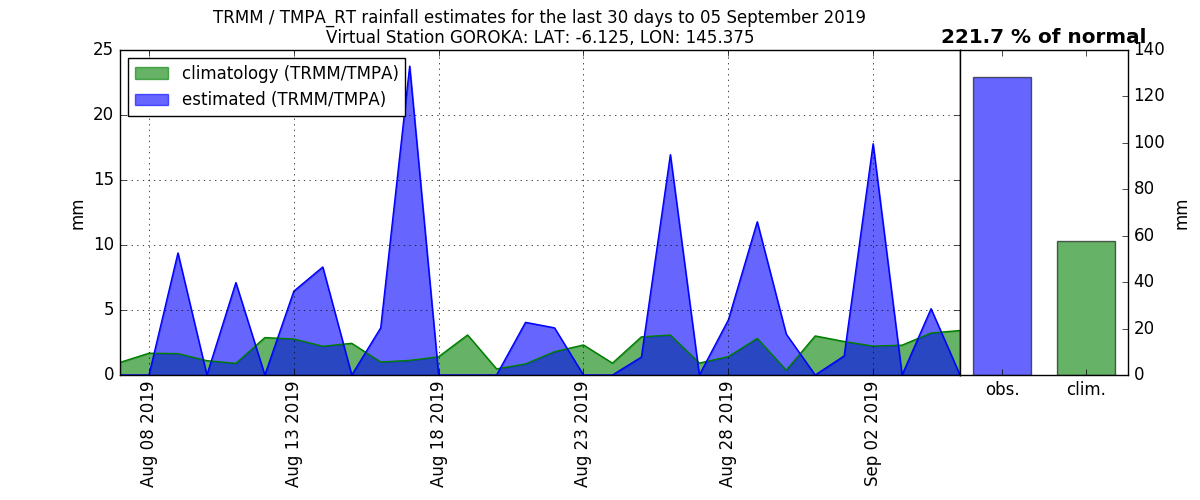 TRMM / TMPA_RT rainfall estimates for the last 30 days to 05 September 2019
Virtual Station GOROKA: LAT: -6.125, LON: 145.375
221.7 % of normal
climatology (TRMM/TMPA)
estimated (TRMM/TMPA)
25
20
15
10
5
0
mm
140
120
100
80
60
40
20
0
mm
Aug 08 2019
Aug 13 2019
Aug 18 2019
Aug 23 2019
Aug 28 2019
Sep 02 2019
obs.
clim.